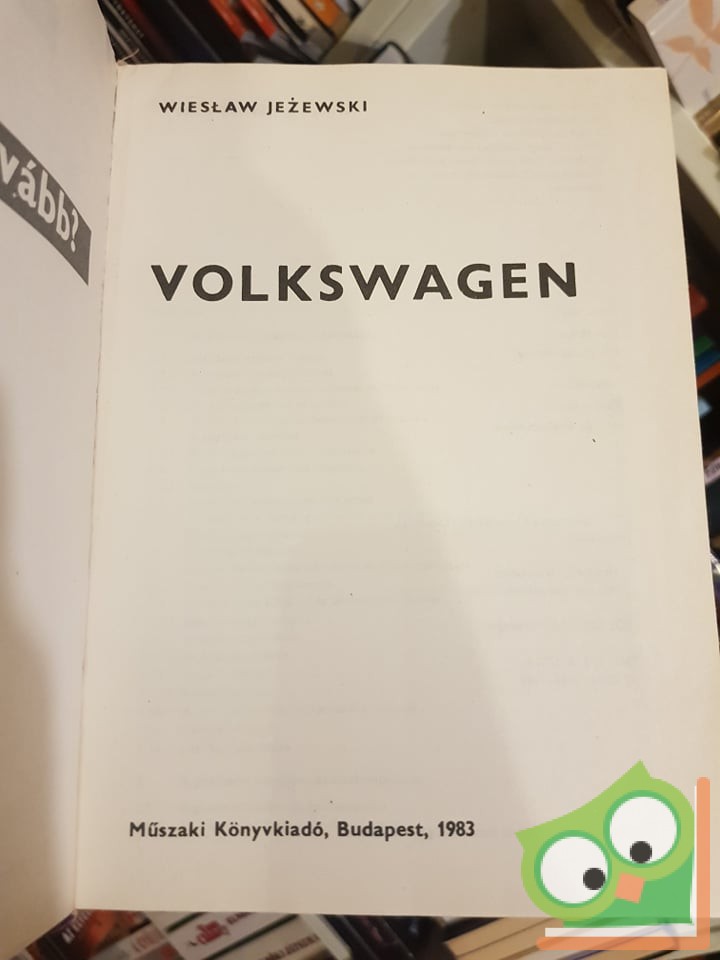 WIESŁAW JEŻEWSKI
vább?
VOLKSWAGEN
Műszaki Könyvkiadó, Budapest, 1983